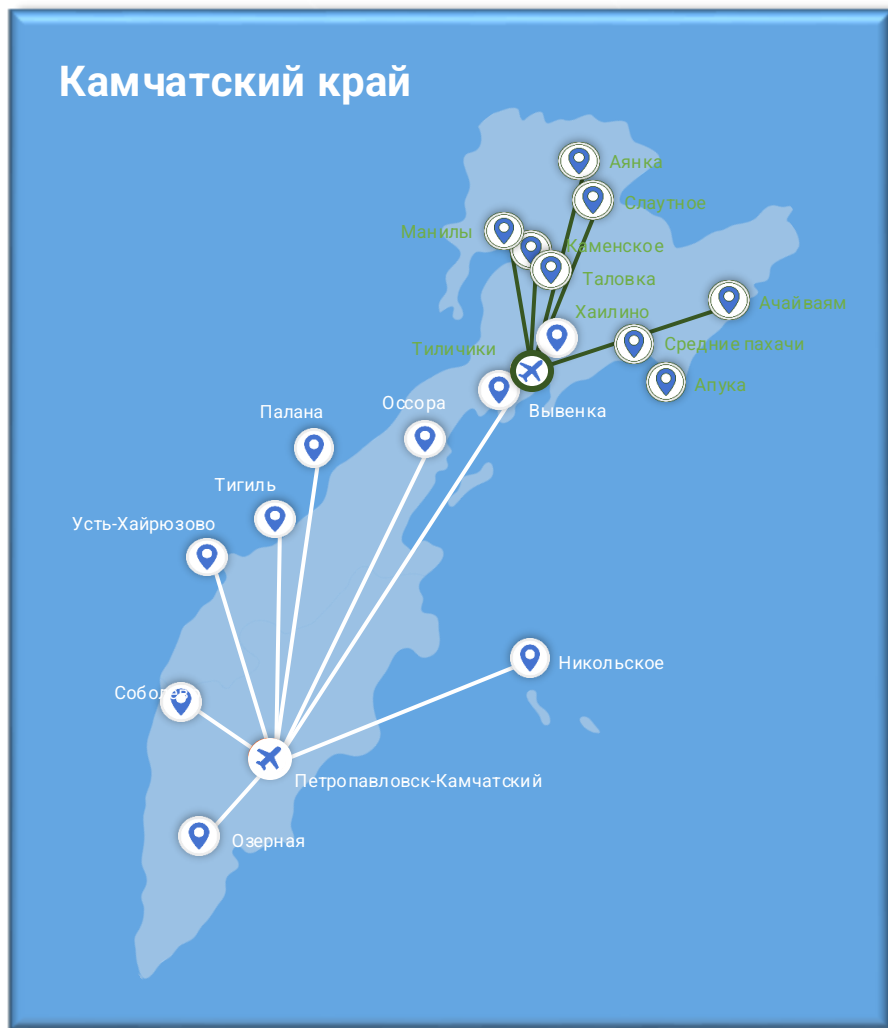 Камчатский край
Аянка
Слаутное
Манилы
Каменское
Таловка
Ачайваям
Хаилино
Средние пахачи
Тиличики
Апука
Оссора
Палана
Вывенка
Тигиль
Усть-Хайрюзово
Никольское
Соболево
Петропавловск-Камчатский
Озерная